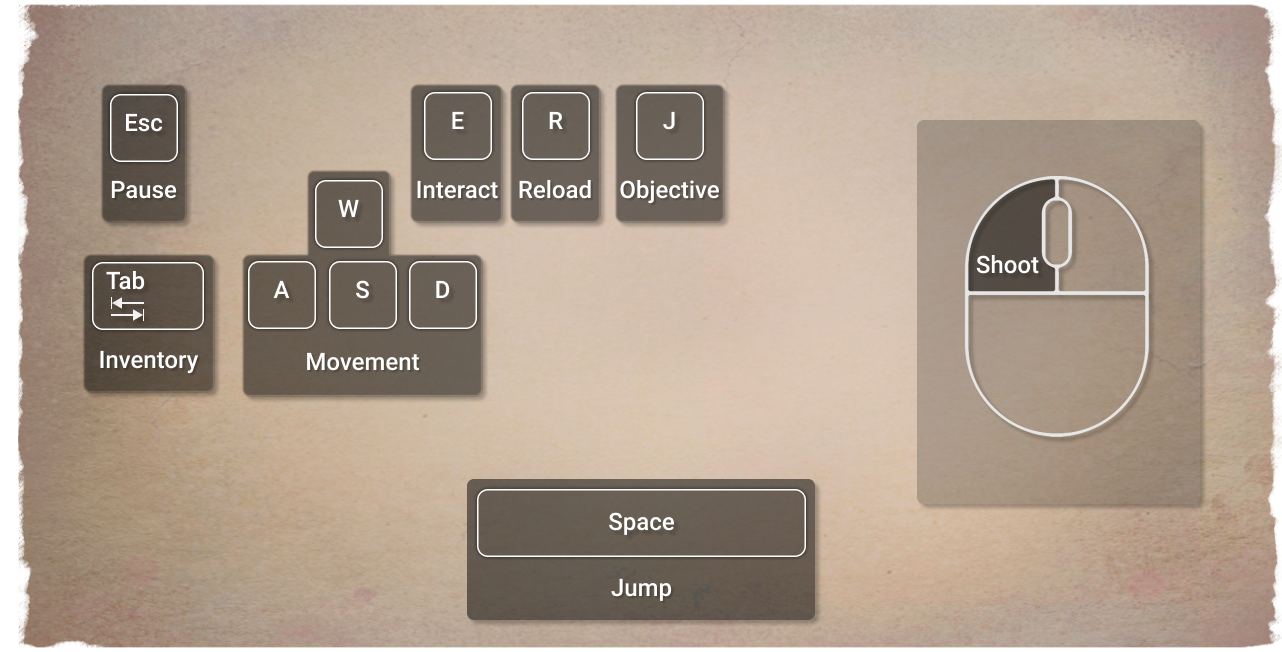 Esc
Pause
E
Interact
R
Reload
J
Objective
W
Tab
Inventory
A S D
Movement
Shoot
Space
Jump